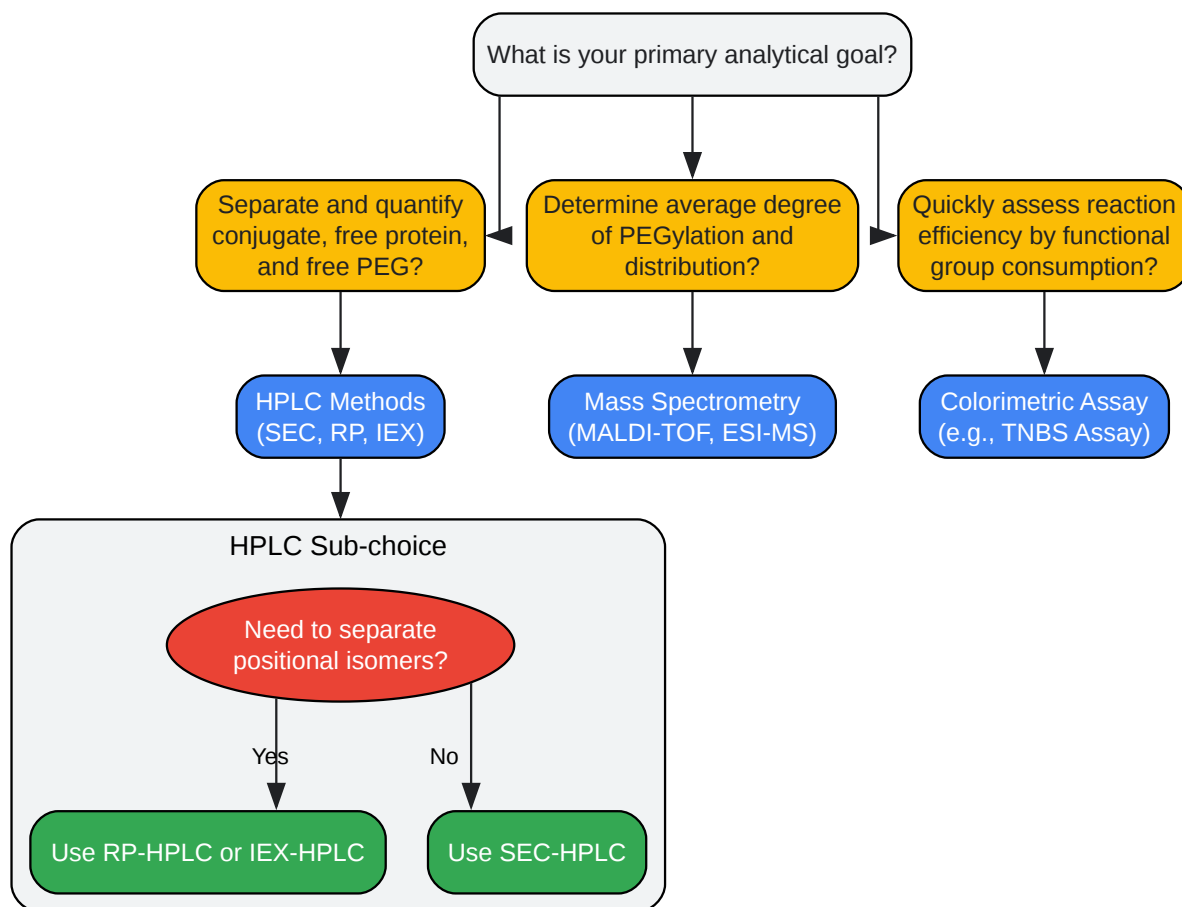 What is your primary analytical goal?
Separate and quantify
conjugate, free protein,
and free PEG?
Determine average degree
of PEGylation and
distribution?
Quickly assess reaction
efficiency by functional
group consumption?
HPLC Methods
(SEC, RP, IEX)
Mass Spectrometry
(MALDI-TOF, ESI-MS)
Colorimetric Assay
(e.g., TNBS Assay)
HPLC Sub-choice
Need to separate
positional isomers?
Yes
No
Use RP-HPLC or IEX-HPLC
Use SEC-HPLC